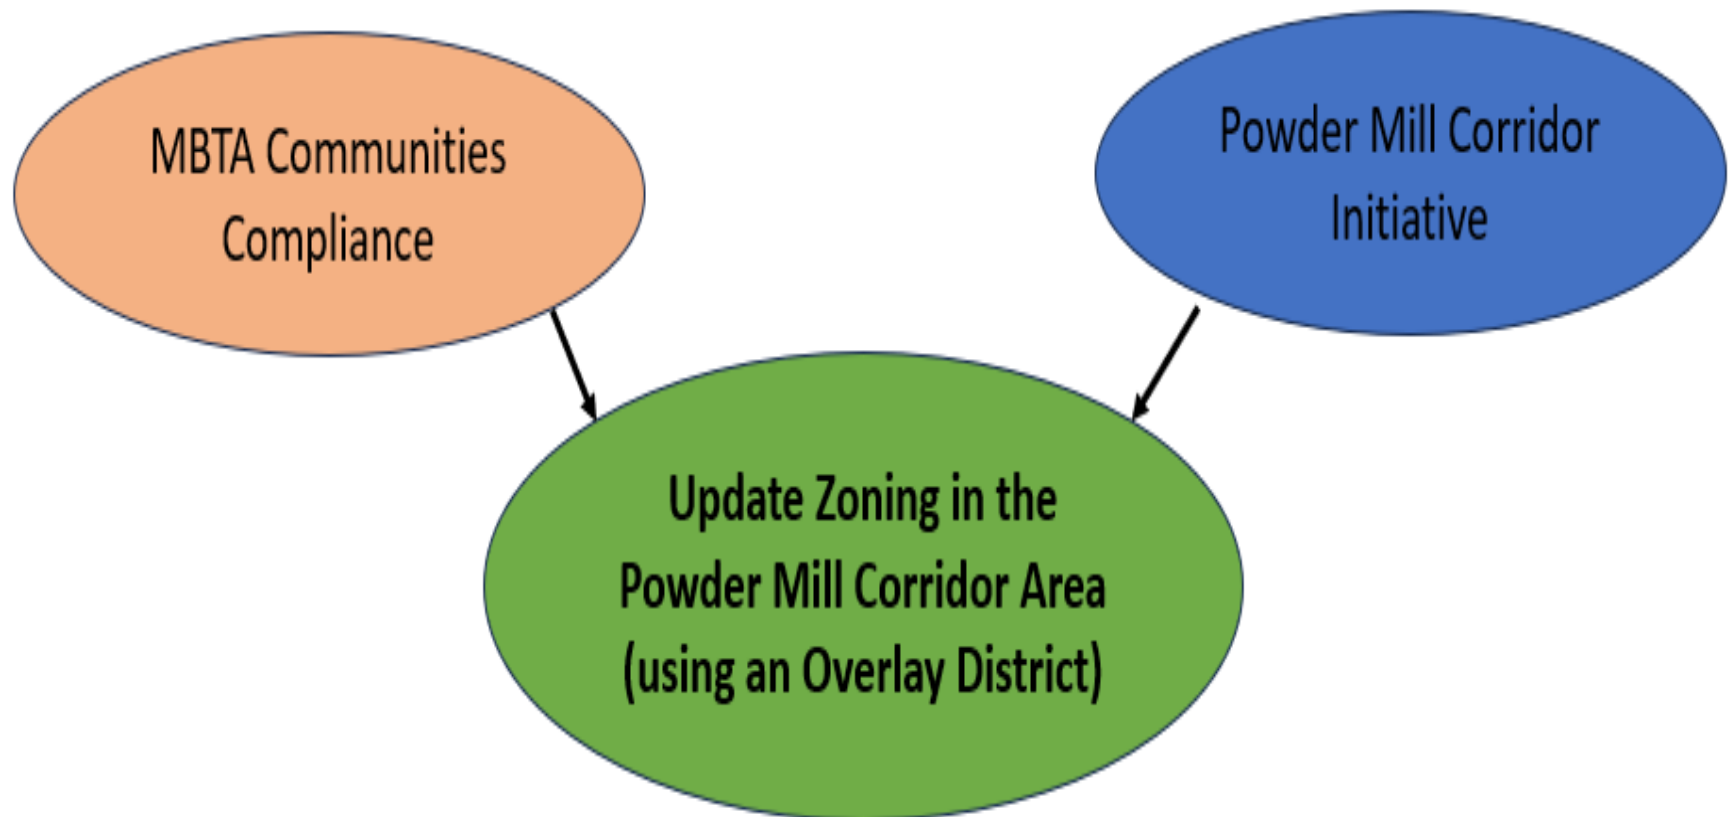 MBTA Communities
Compliance
Powder Mill Corridor
Initiative
Update Zoning in the
Powder Mill Corridor Area
(using an Overlay District)